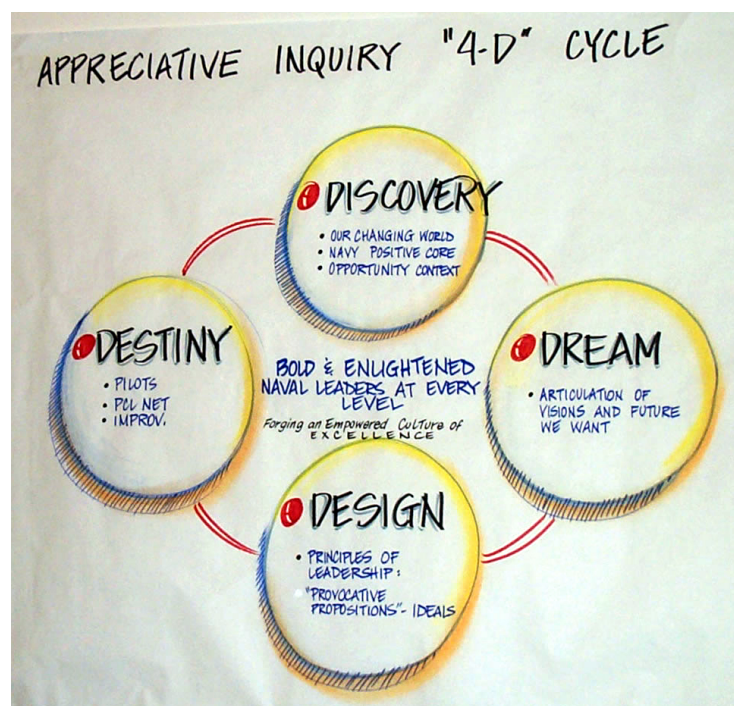 APPRECIATIVE INQUIRY "4-D" CYCLE
DISCOVERY
• OUR CHANGING WORLD
• NAVY POSITIVE CORE
• OPPORTUNITY CONTEXT
DESTINY
• PILOTS
• PCL NET
• IMPROV.
BOLD & ENLIGHTENED
NAVAL LEADERS AT EVERY
LEVEL
Forging an Empowered Culture of
EXCELLENCE
DREAM
• ARTICULATION OF
VISIONS AND FUTURE
WE WANT
DESIGN
• PRINCIPLES OF
LEADERSHIP:
"PROVOCATIVE
PROPOSITIONS"- IDEALS